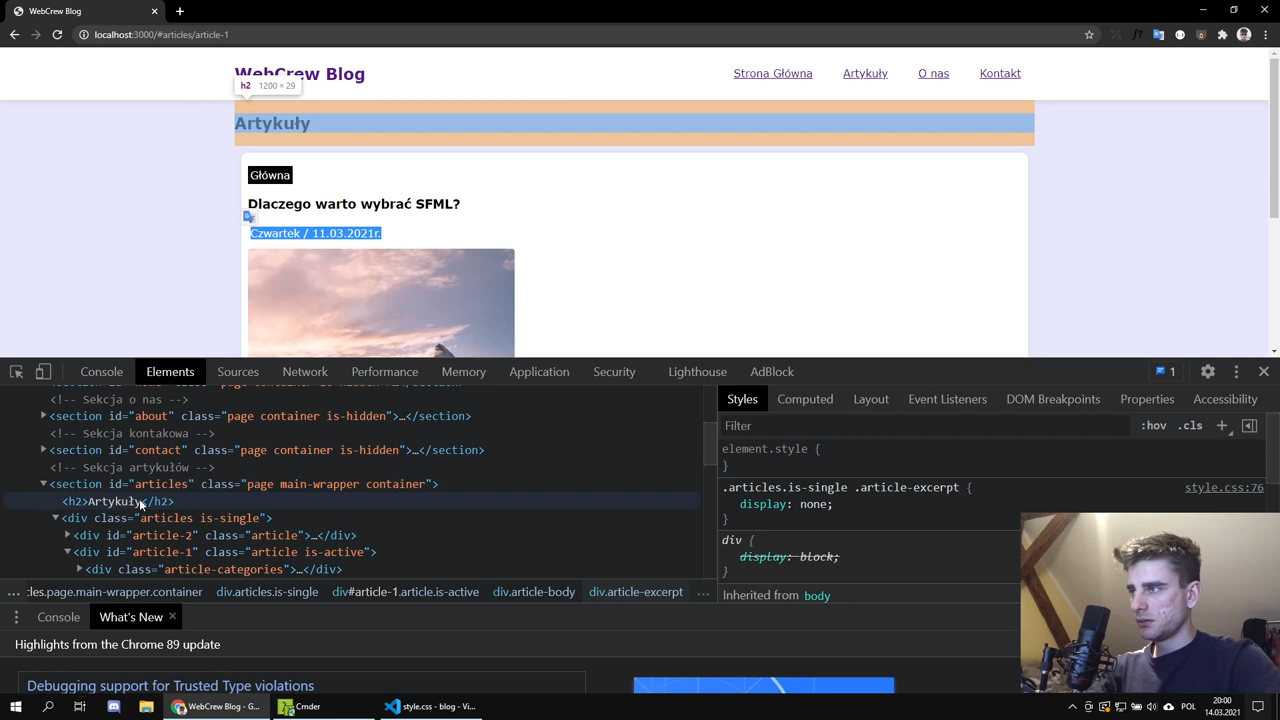 WebCrew Blog
localhost:3000/#articles/article-1
WebCrew Blog
Strona Główna
Artykuły
O nas
Kontakt
h2 1200 × 29
Artykuły
Główna
Dlaczego warto wybrać SFML?
Czwartek / 11.03.2021r.
Console
Elements
Sources
Network
Performance
Memory
Application
Security
Lighthouse
AdBlock
1
<!-- Sekcja o nas -->
<section id="about" class="page container is-hidden">…</section>
<!-- Sekcja kontakowa -->
<section id="contact" class="page container is-hidden">…</section>
<!-- Sekcja artykułów -->
<section id="articles" class="page main-wrapper container">
<h2>Artykuły</h2>
<div class="articles is-single">
<div id="article-2" class="article">…</div>
<div id="article-1" class="article is-active">
<div class="article-categories">…</div>
… :les.page.main-wrapper.container div.articles.is-single div#article-1.article.is-active div.article-body div.article-excerpt …
Styles
Computed
Layout
Event Listeners
DOM Breakpoints
Properties
Accessibility
Filter
:hov .cls +
element.style {
}
.articles.is-single .article-excerpt {
style.css:76
display: none;
}
div {
display: block;
}
Inherited from body
Console
What's New
Highlights from the Chrome 89 update
Debugging support for Trusted Type violations
WebCrew Blog - G...
Cmder
style.css - blog - Vi...
POL
20:00
14.03.2021